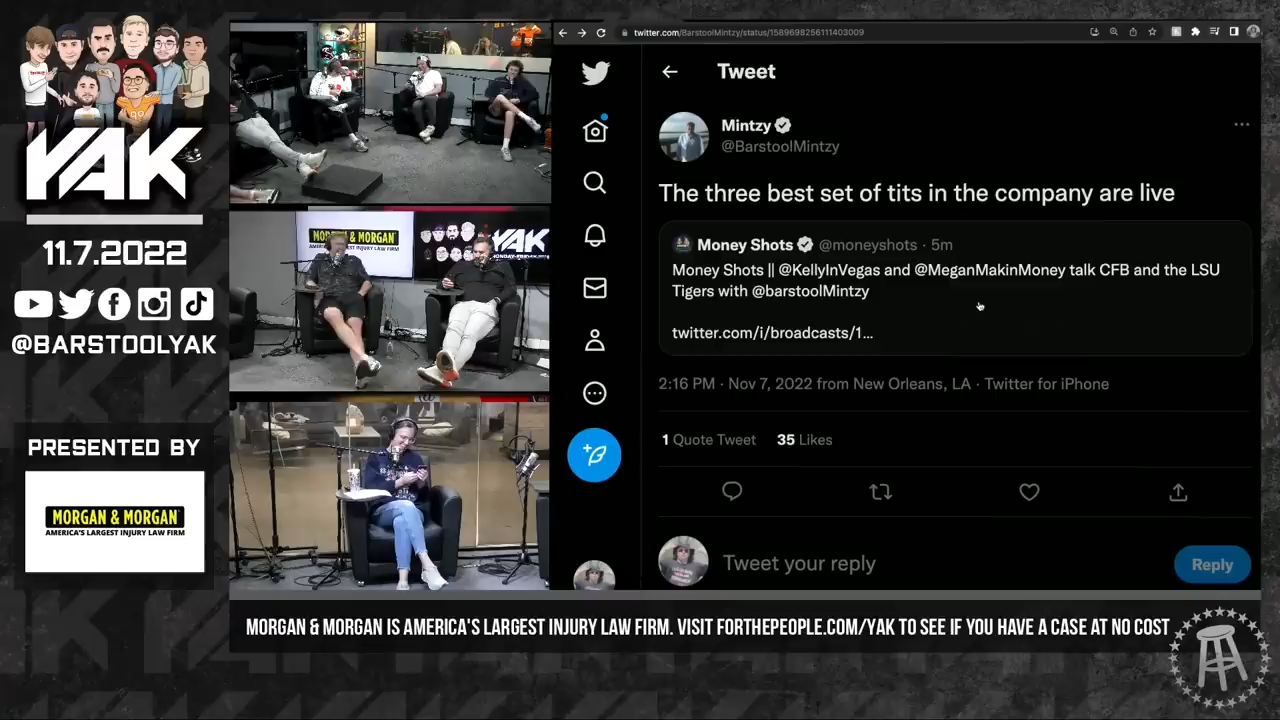 YAK
11.7.2022
@BARSTOOLYAK
PRESENTED BY
MORGAN & MORGAN
AMERICA'S LARGEST INJURY LAW FIRM
MORGAN & MORGAN
AMERICA'S LARGEST INJURY LAW FIRM
YAK
twitter.com/BarstoolMintzy/status/1589698256111403009
Tweet
Mintzy
@BarstoolMintzy
The three best set of tits in the company are live
Money Shots @moneyshots · 5m
Money Shots || @KellyInVegas and @MeganMakinMoney talk CFB and the LSU
Tigers with @barstoolMintzy
twitter.com/i/broadcasts/1...
2:16 PM · Nov 7, 2022 from New Orleans, LA · Twitter for iPhone
1 Quote Tweet 35 Likes
Tweet your reply
Reply
MORGAN & MORGAN IS AMERICA'S LARGEST INJURY LAW FIRM. VISIT FORTHEPEOPLE.COM/YAK TO SEE IF YOU HAVE A CASE AT NO COST